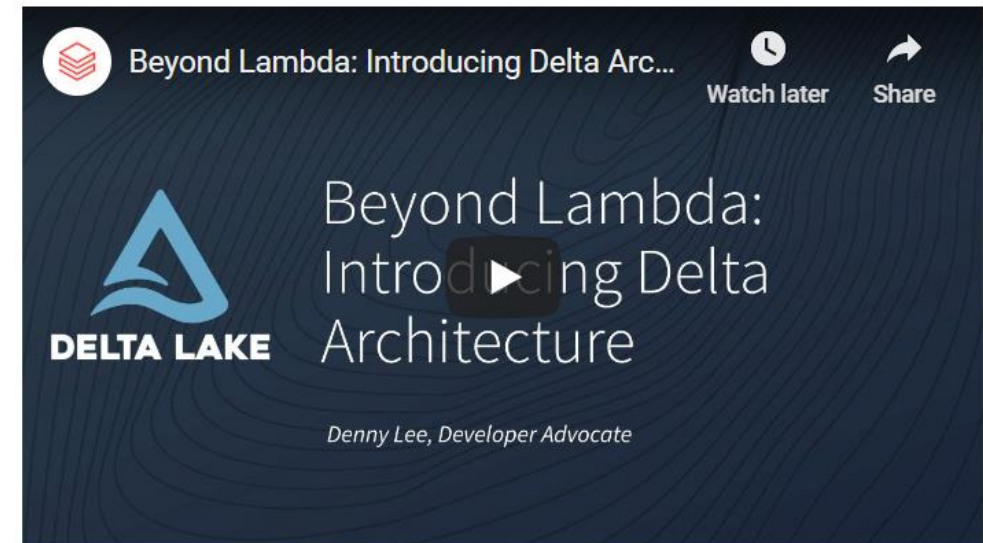 Beyond Lambda: Introducing Delta Arc...
Watch later
Share
Beyond Lambda:
Introducing Delta
Architecture
DELTA LAKE
Denny Lee, Developer Advocate